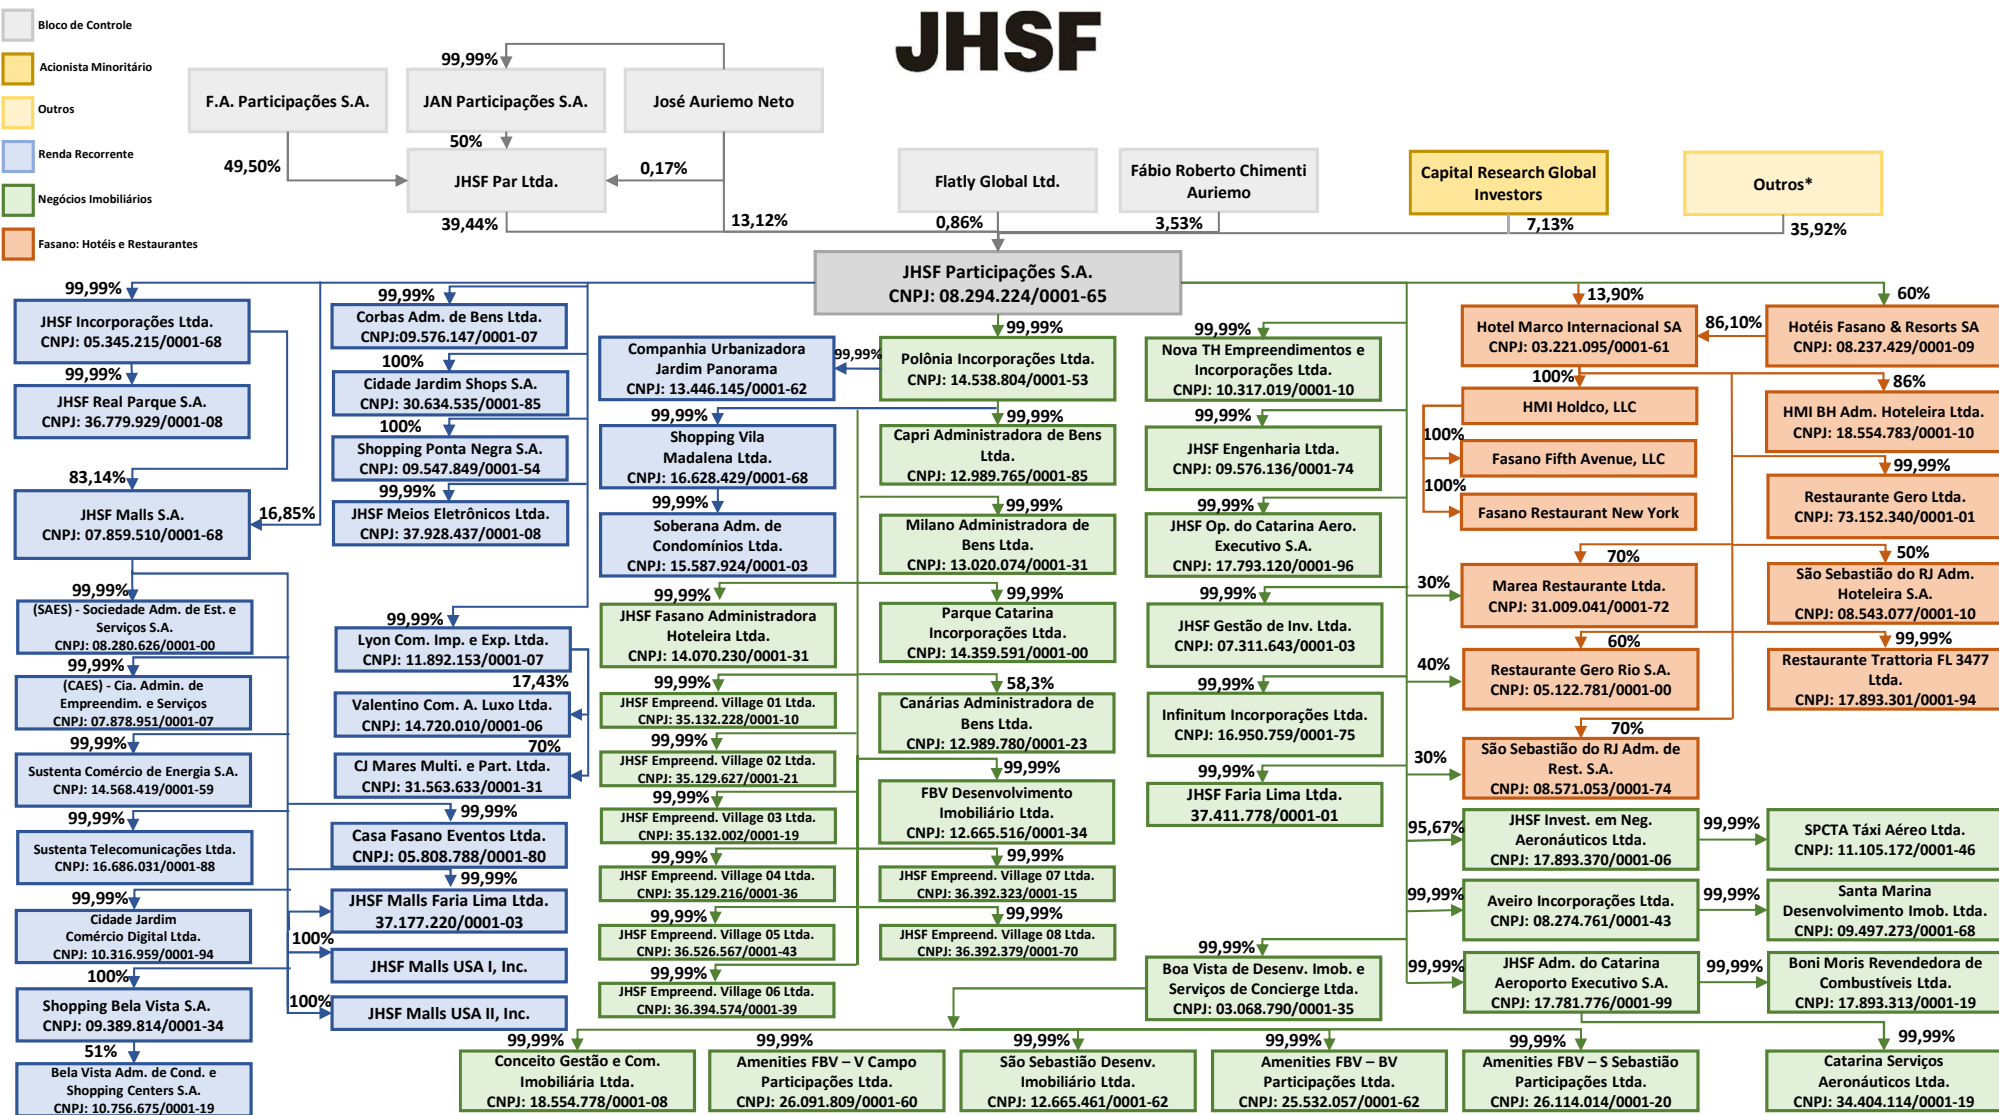 JHSF
Bloco de Controle
Acionista Minoritário
Outros
Renda Recorrente
Negócios Imobiliários
Fasano: Hotéis e Restaurantes
99,99%
F.A. Participações S.A.
JAN Participações S.A.
José Auriemo Neto
50%
49,50%
JHSF Par Ltda.
0,17%
39,44%
13,12%
Flatly Global Ltd.
0,86%
Fábio Roberto Chimenti
Auriemo
3,53%
Capital Research Global
Investors
7,13%
Outros*
35,92%
JHSF Participações S.A.
CNPJ: 08.294.224/0001-65
99,99%
JHSF Incorporações Ltda.
CNPJ: 05.345.215/0001-68
99,99%
JHSF Real Parque S.A.
CNPJ: 36.779.929/0001-08
83,14%
JHSF Malls S.A.
CNPJ: 07.859.510/0001-68
16,85%
99,99%
(SAES) - Sociedade Adm. de Est. e
Serviços S.A.
CNPJ: 08.280.626/0001-00
99,99%
(CAES) - Cia. Admin. de
Empreendim. e Serviços
CNPJ: 07.878.951/0001-07
99,99%
Sustenta Comércio de Energia S.A.
CNPJ: 14.568.419/0001-59
99,99%
Sustenta Telecomunicações Ltda.
CNPJ: 16.686.031/0001-88
99,99%
Cidade Jardim
Comércio Digital Ltda.
CNPJ: 10.316.959/0001-94
100%
Shopping Bela Vista S.A.
CNPJ: 09.389.814/0001-34
51%
Bela Vista Adm. de Cond. e
Shopping Centers S.A.
CNPJ: 10.756.675/0001-19
99,99%
Corbas Adm. de Bens Ltda.
CNPJ:09.576.147/0001-07
100%
Cidade Jardim Shops S.A.
CNPJ: 30.634.535/0001-85
100%
Shopping Ponta Negra S.A.
CNPJ: 09.547.849/0001-54
99,99%
JHSF Meios Eletrônicos Ltda.
CNPJ: 37.928.437/0001-08
99,99%
Lyon Com. Imp. e Exp. Ltda.
CNPJ: 11.892.153/0001-07
17,43%
Valentino Com. A. Luxo Ltda.
CNPJ: 14.720.010/0001-06
70%
CJ Mares Multi. e Part. Ltda.
CNPJ: 31.563.633/0001-31
99,99%
Casa Fasano Eventos Ltda.
CNPJ: 05.808.788/0001-80
99,99%
JHSF Malls Faria Lima Ltda.
37.177.220/0001-03
100%
JHSF Malls USA I, Inc.
100%
JHSF Malls USA II, Inc.
Companhia Urbanizadora
Jardim Panorama
CNPJ: 13.446.145/0001-62
99,99%
99,99%
Polônia Incorporações Ltda.
CNPJ: 14.538.804/0001-53
99,99%
Shopping Vila
Madalena Ltda.
CNPJ: 16.628.429/0001-68
99,99%
Soberana Adm. de
Condomínios Ltda.
CNPJ: 15.587.924/0001-03
99,99%
Capri Administradora de Bens
Ltda.
CNPJ: 12.989.765/0001-85
99,99%
Milano Administradora de
Bens Ltda.
CNPJ: 13.020.074/0001-31
99,99%
JHSF Fasano Administradora
Hoteleira Ltda.
CNPJ: 14.070.230/0001-31
99,99%
Parque Catarina
Incorporações Ltda.
CNPJ: 14.359.591/0001-00
99,99%
JHSF Empreend. Village 01 Ltda.
CNPJ: 35.132.228/0001-10
58,3%
Canárias Administradora de
Bens Ltda.
CNPJ: 12.989.780/0001-23
99,99%
JHSF Empreend. Village 02 Ltda.
CNPJ: 35.129.627/0001-21
99,99%
FBV Desenvolvimento
Imobiliário Ltda.
CNPJ: 12.665.516/0001-34
99,99%
JHSF Empreend. Village 03 Ltda.
CNPJ: 35.132.002/0001-19
99,99%
JHSF Empreend. Village 04 Ltda.
CNPJ: 35.129.216/0001-36
99,99%
JHSF Empreend. Village 07 Ltda.
CNPJ: 36.392.323/0001-15
99,99%
JHSF Empreend. Village 05 Ltda.
CNPJ: 36.526.567/0001-43
99,99%
JHSF Empreend. Village 08 Ltda.
CNPJ: 36.392.379/0001-70
99,99%
JHSF Empreend. Village 06 Ltda.
CNPJ: 36.394.574/0001-39
99,99%
Nova TH Empreendimentos e
Incorporações Ltda.
CNPJ: 10.317.019/0001-10
99,99%
JHSF Engenharia Ltda.
CNPJ: 09.576.136/0001-74
99,99%
JHSF Op. do Catarina Aero.
Executivo S.A.
CNPJ: 17.793.120/0001-96
99,99%
JHSF Gestão de Inv. Ltda.
CNPJ: 07.311.643/0001-03
99,99%
Infinitum Incorporações Ltda.
CNPJ: 16.950.759/0001-75
99,99%
JHSF Faria Lima Ltda.
37.411.778/0001-01
99,99%
Boa Vista de Desenv. Imob. e
Serviços de Concierge Ltda.
CNPJ: 03.068.790/0001-35
13,90%
Hotel Marco Internacional SA
CNPJ: 03.221.095/0001-61
86,10%
60%
Hotéis Fasano & Resorts SA
CNPJ: 08.237.429/0001-09
100%
HMI Holdco, LLC
100%
Fasano Fifth Avenue, LLC
100%
Fasano Restaurant New York
86%
HMI BH Adm. Hoteleira Ltda.
CNPJ: 18.554.783/0001-10
99,99%
Restaurante Gero Ltda.
CNPJ: 73.152.340/0001-01
70%
30%
Marea Restaurante Ltda.
CNPJ: 31.009.041/0001-72
50%
São Sebastião do RJ Adm.
Hoteleira S.A.
CNPJ: 08.543.077/0001-10
60%
40%
Restaurante Gero Rio S.A.
CNPJ: 05.122.781/0001-00
99,99%
Restaurante Trattoria FL 3477
Ltda.
CNPJ: 17.893.301/0001-94
70%
30%
São Sebastião do RJ Adm. de
Rest. S.A.
CNPJ: 08.571.053/0001-74
95,67%
JHSF Invest. em Neg.
Aeronáuticos Ltda.
CNPJ: 17.893.370/0001-06
99,99%
SPCTA Táxi Aéreo Ltda.
CNPJ: 11.105.172/0001-46
99,99%
Aveiro Incorporações Ltda.
CNPJ: 08.274.761/0001-43
99,99%
Santa Marina
Desenvolvimento Imob. Ltda.
CNPJ: 09.497.273/0001-68
99,99%
JHSF Adm. do Catarina
Aeroporto Executivo S.A.
CNPJ: 17.781.776/0001-99
99,99%
Boni Moris Revendedora de
Combustíveis Ltda.
CNPJ: 17.893.313/0001-19
99,99%
Conceito Gestão e Com.
Imobiliária Ltda.
CNPJ: 18.554.778/0001-08
99,99%
Amenities FBV – V Campo
Participações Ltda.
CNPJ: 26.091.809/0001-60
99,99%
São Sebastião Desenv.
Imobiliário Ltda.
CNPJ: 12.665.461/0001-62
99,99%
Amenities FBV – BV
Participações Ltda.
CNPJ: 25.532.057/0001-62
99,99%
Amenities FBV – S Sebastião
Participações Ltda.
CNPJ: 26.114.014/0001-20
99,99%
Catarina Serviços
Aeronáuticos Ltda.
CNPJ: 34.404.114/0001-19